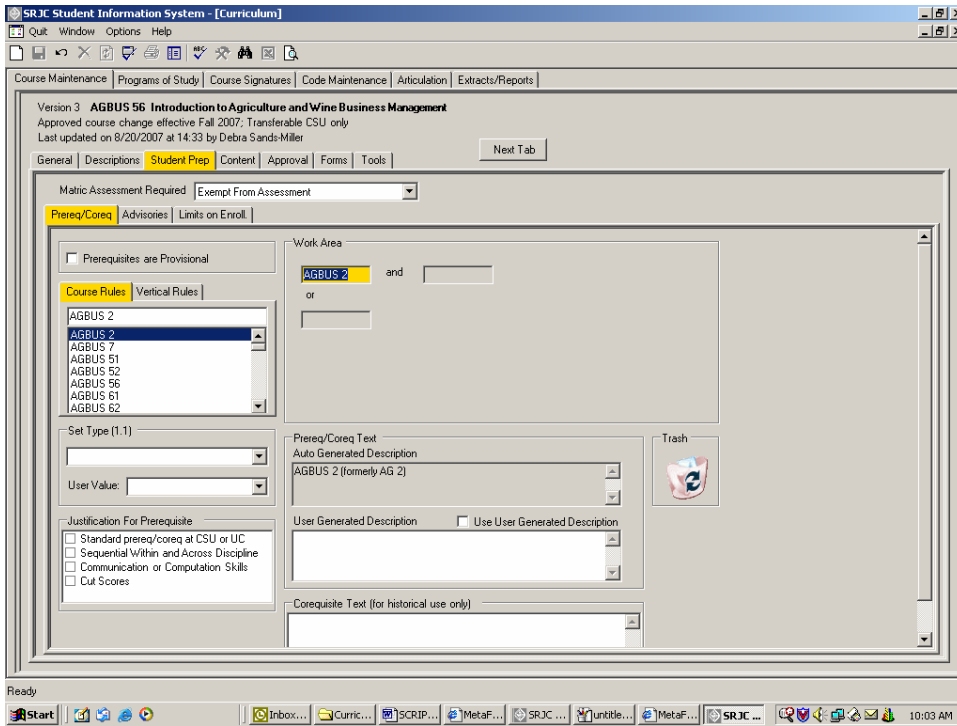 SRJC Student Information System - [Curriculum]
Quit Window Options Help
Course Maintenance Programs of Study Course Signatures Code Maintenance Articulation Extracts/Reports
Version 3 AGBUS 56 Introduction to Agriculture and Wine Business Management
Approved course change effective Fall 2007; Transferable CSU only
Last updated on 8/20/2007 at 14:33 by Debra Sands-Miller
Next Tab
General Descriptions Student Prep Content Approval Forms Tools
Matric Assessment Required Exempt From Assessment
Prereq/Coreq Advisories Limits on Enroll.
Prerequisites are Provisional
Work Area
AGBUS 2 and
or
Course Rules Vertical Rules
AGBUS 2
AGBUS 2
AGBUS 7
AGBUS 51
AGBUS 52
AGBUS 56
AGBUS 61
AGBUS 62
Set Type (1.1)
User Value:
Prereq/Coreq Text
Auto Generated Description
AGBUS 2 (formerly AG 2)
Trash
Justification For Prerequisite
Standard prereq/coreq at CSU or UC
Sequential Within and Across Discipline
Communication or Computation Skills
Cut Scores
User Generated Description Use User Generated Description
Corequisite Text (for historical use only)
Ready
Start Inbox... Curric... SCRIP... MetaF... SRJC ... untitle... MetaF... SRJC ... 10:03 AM